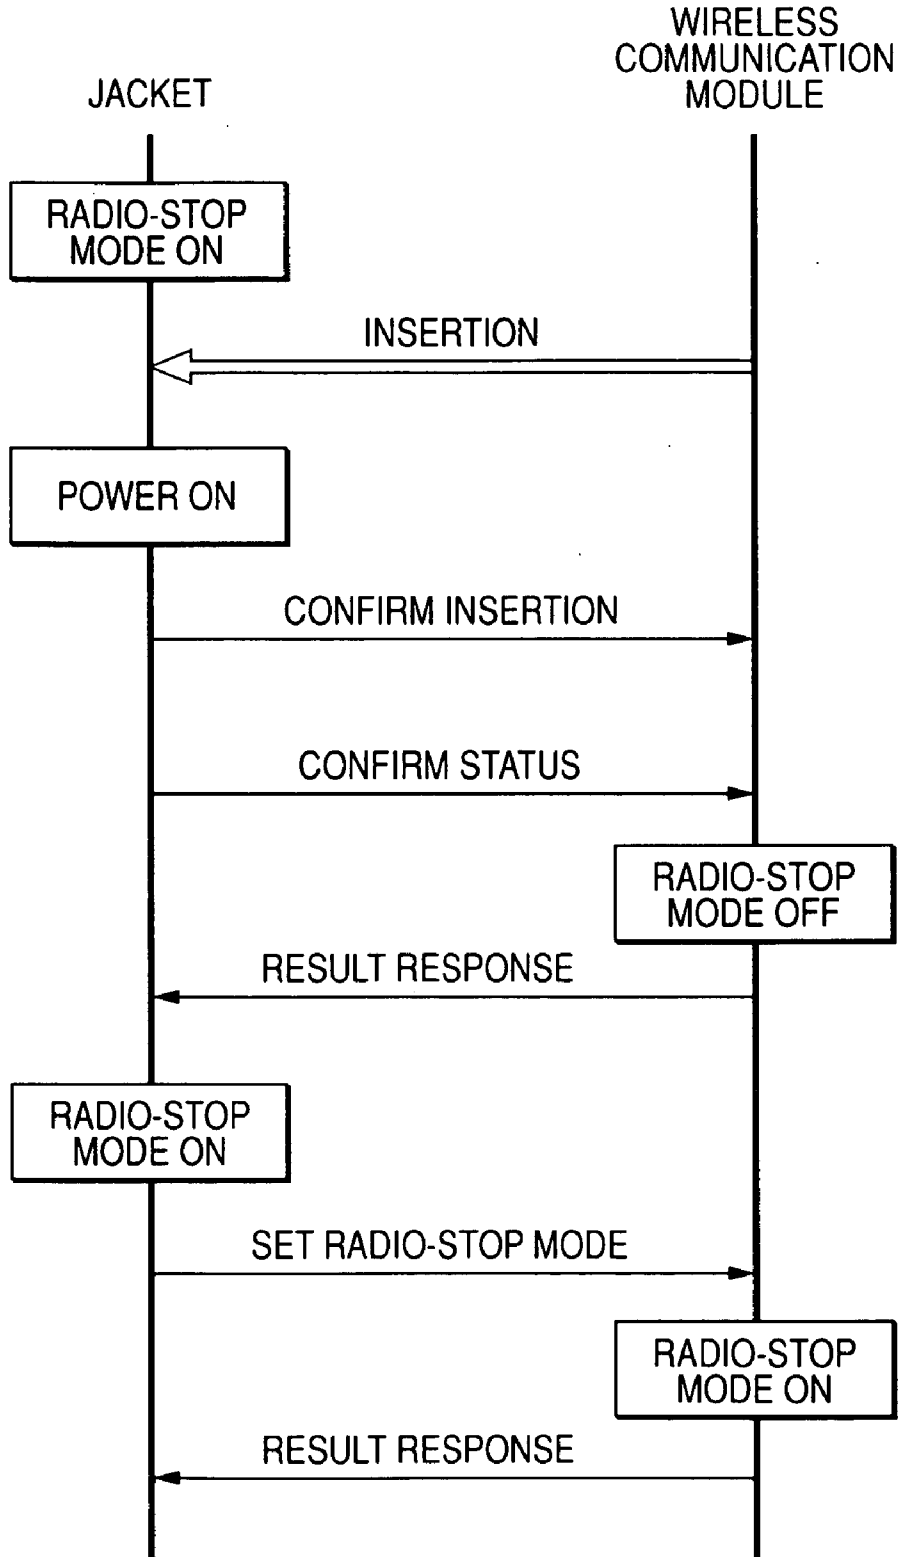 WIRELESS
COMMUNICATION
MODULE
JACKET
RADIO-STOP
MODE ON
INSERTION
POWER ON
CONFIRM INSERTION
CONFIRM STATUS
RADIO-STOP
MODE OFF
RESULT RESPONSE
RADIO-STOP
MODE ON
SET RADIO-STOP MODE
RADIO-STOP
MODE ON
RESULT RESPONSE